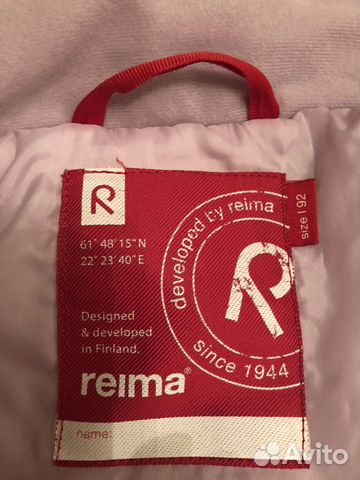 R
61° 48' 15" N
22° 23' 40" E
Designed
& developed
in Finland.
reima®
name:
developed by reima
R
since 1944
size | 92
Avito